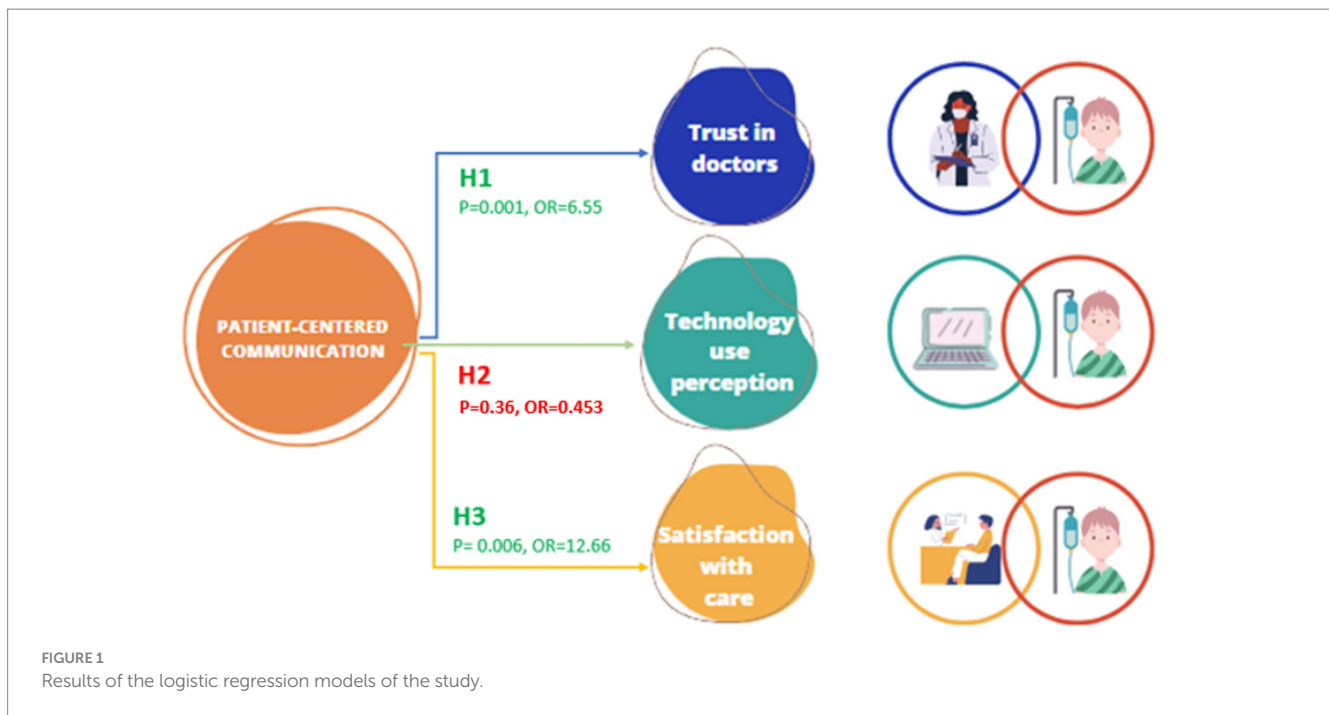 PATIENT-CENTERED
COMMUNICATION
H1
P=0.001, OR=6.55
Trust in
doctors
H2
P=0.36, OR=0.453
Technology
use
perception
H3
P= 0.006, OR=12.66
Satisfaction
with
care
FIGURE 1
Results of the logistic regression models of the study.